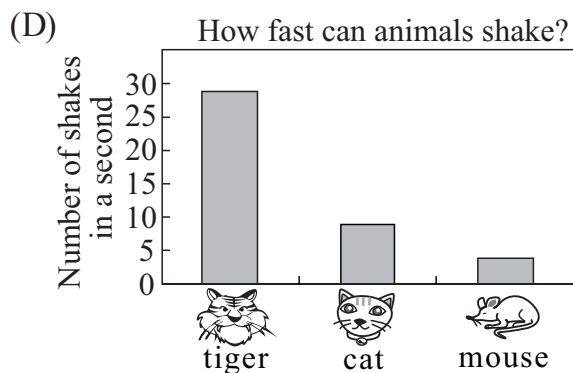 (D)
How fast can animals shake?
Number of shakes
in a second
30
25
20
15
10
5
0
tiger
cat
mouse